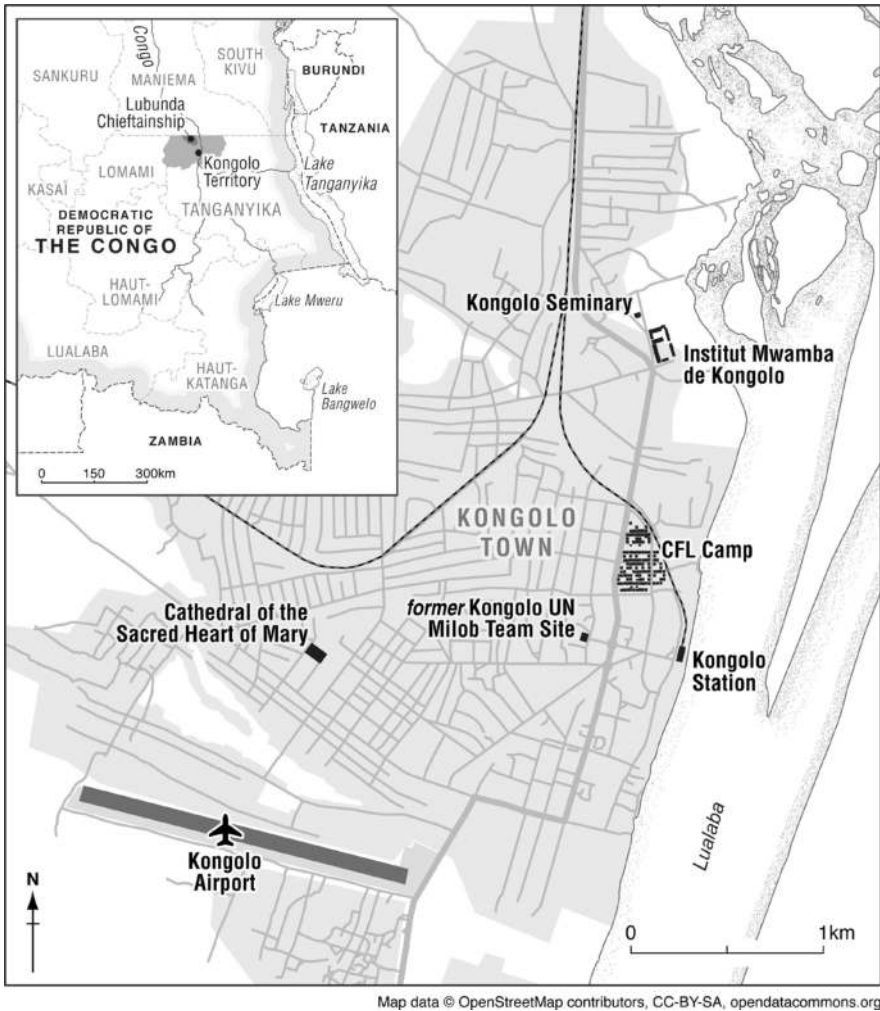 Congo
SOUTH
KIVU
SANKURU
MANIEMA
BURUNDI
Lubunda
Chieftainship
TANZANIA
LOMAMI
Kongolo
Territory
Lake
Tanganyika
KASAÏ
TANGANYIKA
DEMOCRATIC
REPUBLIC OF
THE CONGO
HAUT-
LOMAMI
Lake Mweru
LUALABA
HAUT-
KATANGA
Lake
Bangwelo
ZAMBIA
0 150 300km
Kongolo Seminary
Institut Mwamba
de Kongolo
KONGOLO
TOWN
CFL Camp
Cathedral of the
Sacred Heart of Mary
former Kongolo UN
Milob Team Site
Kongolo
Station
Lualaba
Kongolo
Airport
N
0 1km
Map data © OpenStreetMap contributors, CC-BY-SA, opendatacommons.org